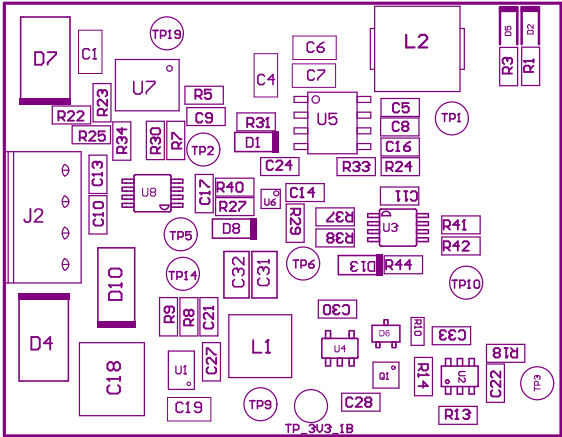 D7
C1
TP19
C6
L2
D5
D2
C7
C4
R3
R1
U7
R23
R5
C5
R22
C9
R31
U5
C8
TP1
R25
R34
R30
R7
TP2
D1
C16
C24
R33
R24
C13
U8
C17
R40
C14
C11
J2
C10
R27
U6
R29
R37
U3
R41
TP5
D8
R38
R42
D10
TP14
C32
C31
TP6
D13
R44
TP10
R9
R8
C21
C30
D6
R10
C33
D4
L1
U4
R18
C18
U1
C27
Q1
R14
U2
C22
TP3
C19
TP9
C28
R13
TP_3V3_1B